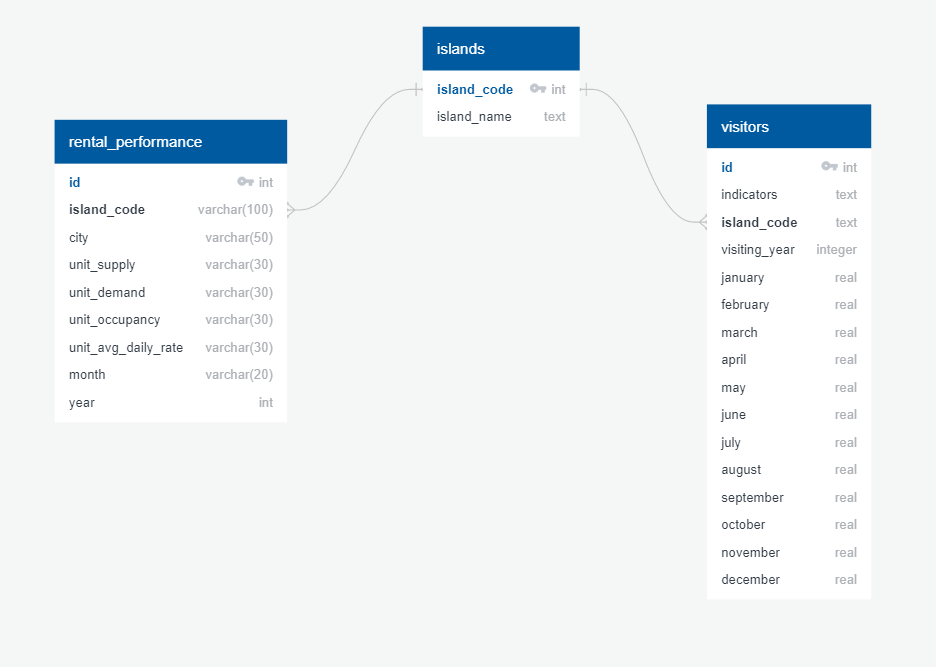 islands
island_code int
island_name text
rental_performance
id int
island_code varchar(100)
city varchar(50)
unit_supply varchar(30)
unit_demand varchar(30)
unit_occupancy varchar(30)
unit_avg_daily_rate varchar(30)
month varchar(20)
year int
visitors
id int
indicators text
island_code text
visiting_year integer
january real
february real
march real
april real
may real
june real
july real
august real
september real
october real
november real
december real